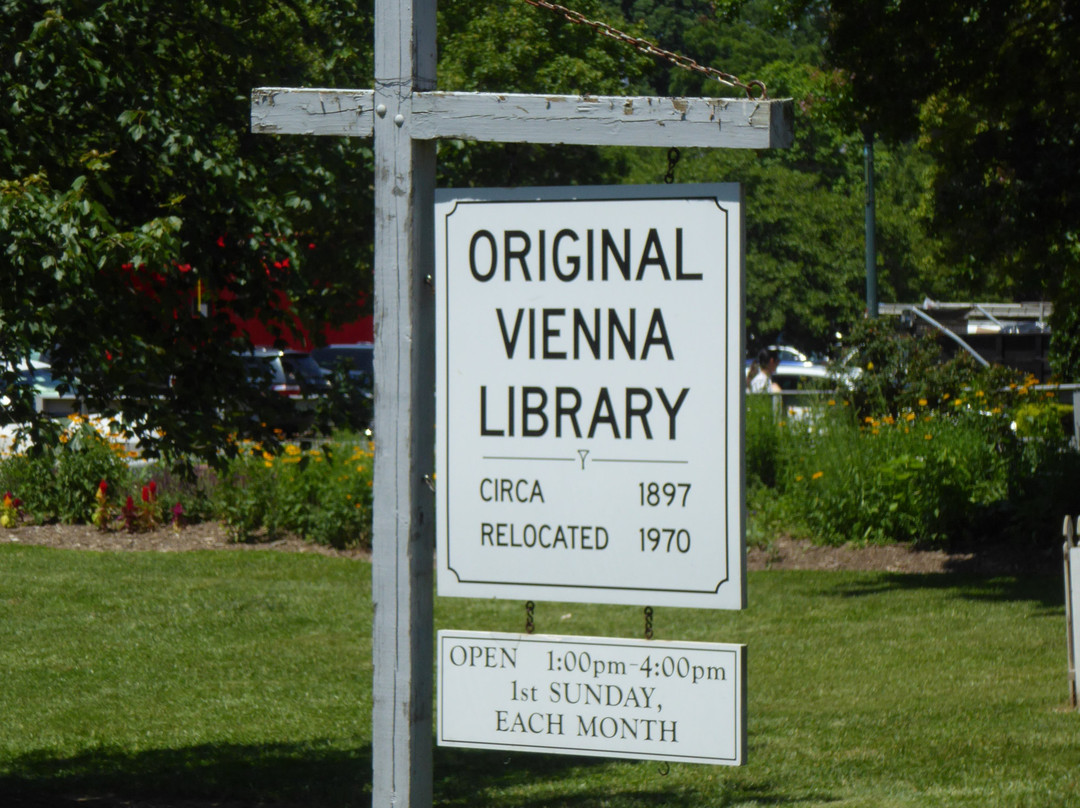 ORIGINAL
VIENNA
LIBRARY
CIRCA 1897
RELOCATED 1970
OPEN 1:00pm-4:00pm
1st SUNDAY,
EACH MONTH